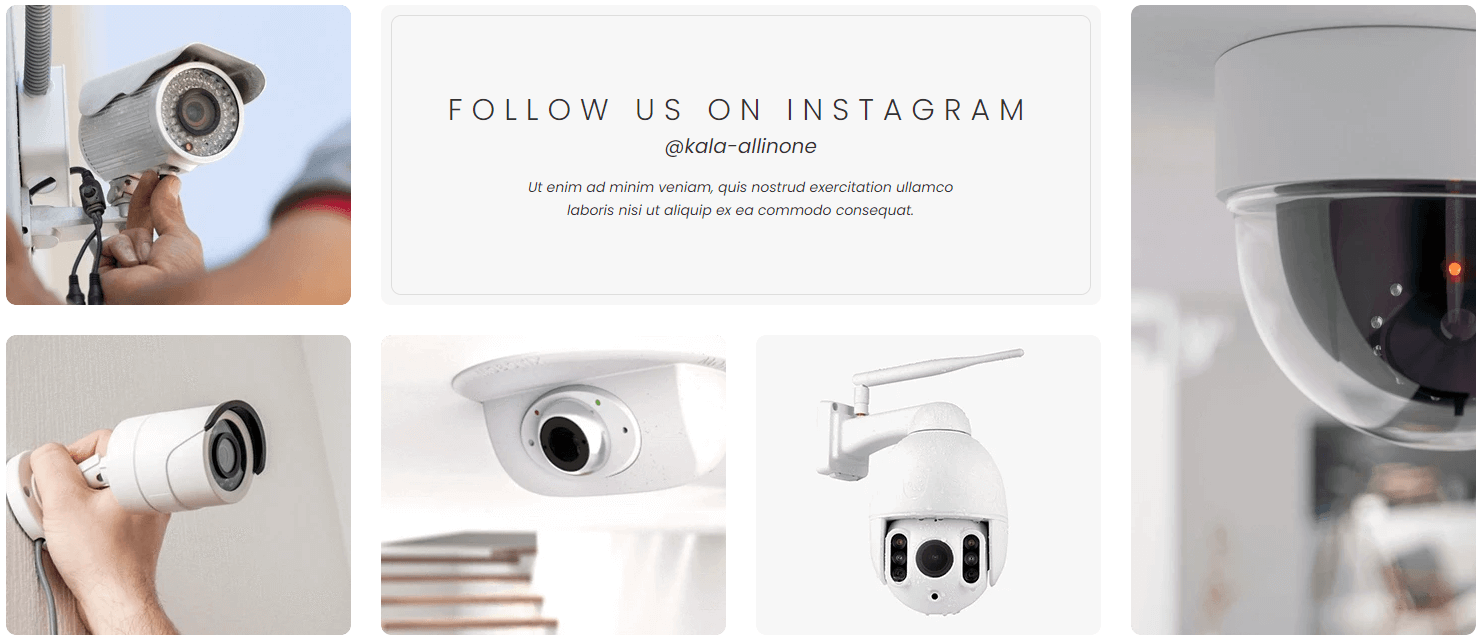 FOLLOW US ON INSTAGRAM
@kala-allinone
Ut enim ad minim veniam, quis nostrud exercitation ullamco
laboris nisi ut aliquip ex ea commodo consequat.